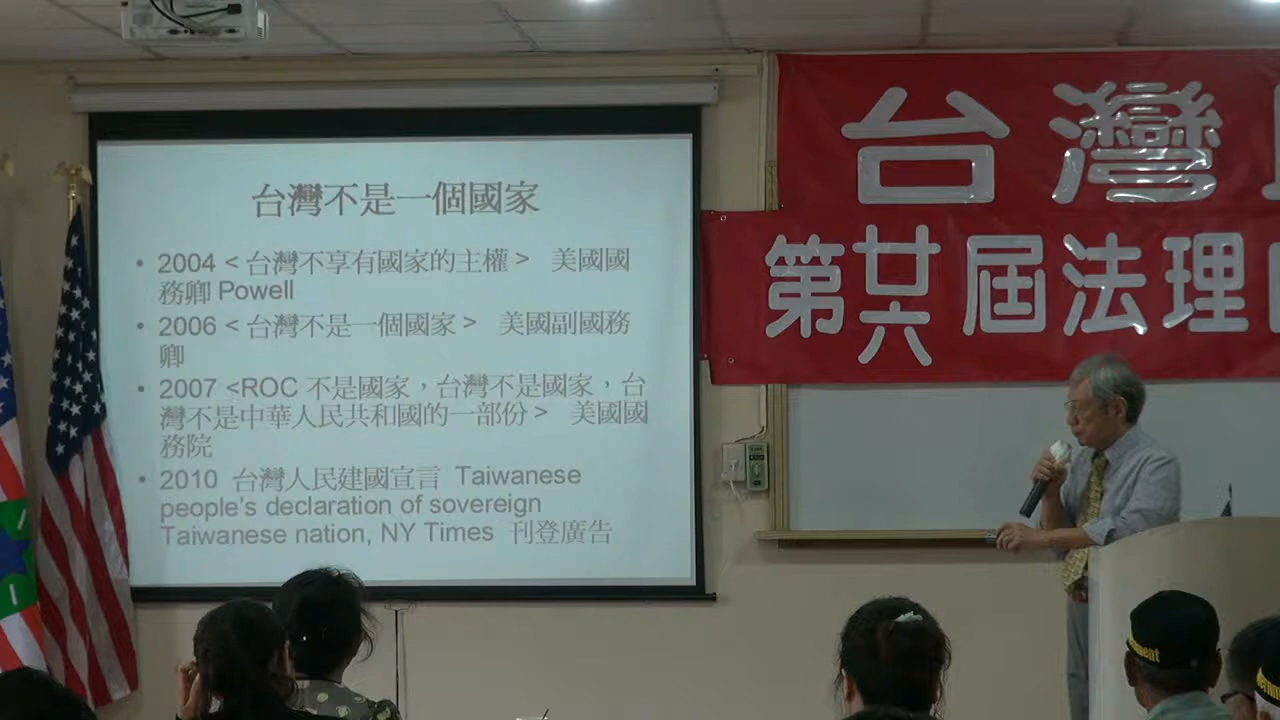 台灣不是一個國家
• 2004 <台灣不享有國家的主權> 美國國
務卿 Powell
• 2006 <台灣不是一個國家> 美國副國務
卿
• 2007 <ROC 不是國家，台灣不是國家，台
灣不是中華人民共和國的一部份> 美國國
務院
• 2010 台灣人民建國宣言 Taiwanese
people's declaration of sovereign
Taiwanese nation, NY Times 刊登廣告
台灣
第廿六屆法理